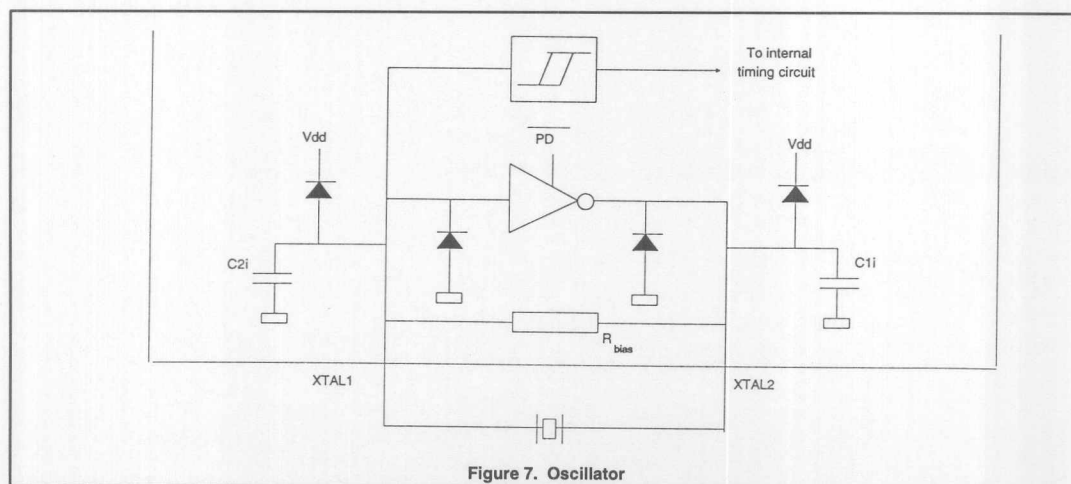 To internal
timing circuit
PD
Vdd
Vdd
C2i
C1i
R bias
XTAL1
XTAL2
Figure 7. Oscillator